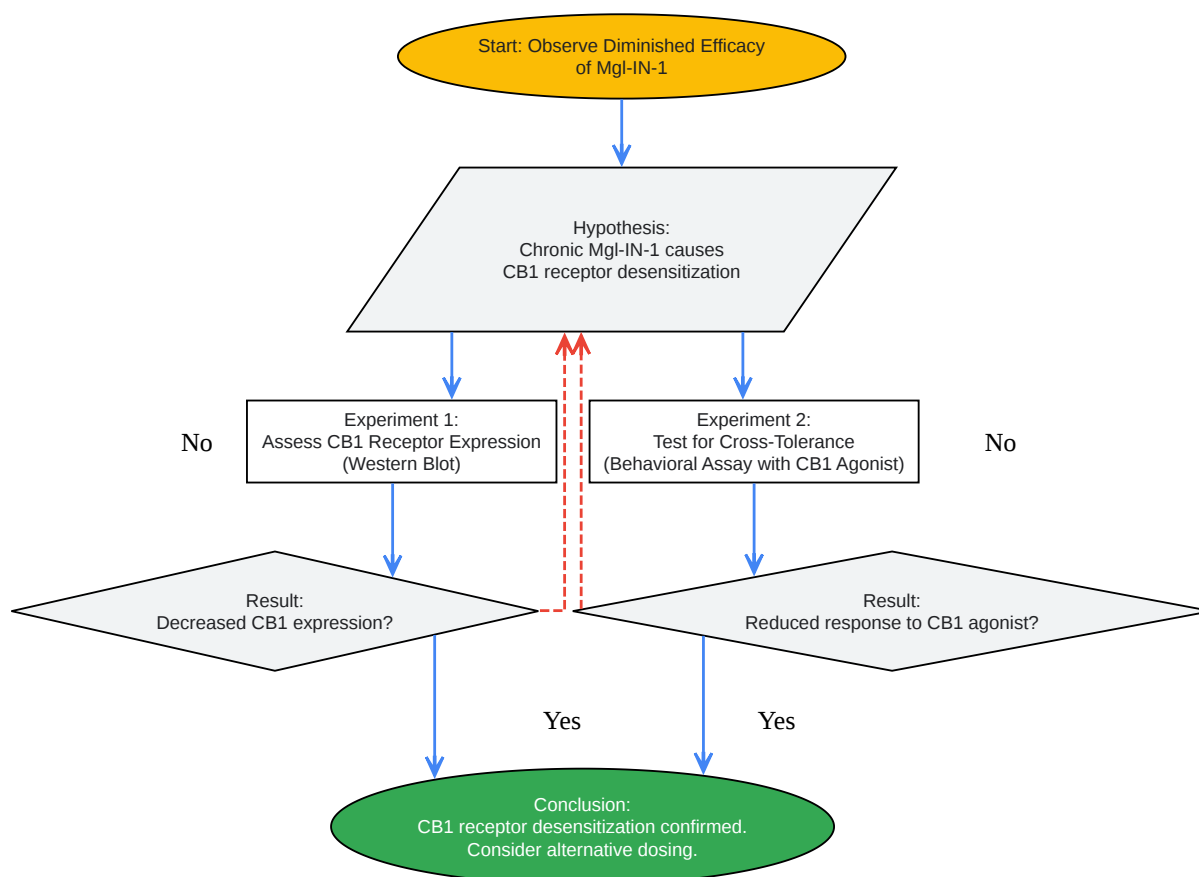 Start: Observe Diminished Efficacy
of Mgl-IN-1
Hypothesis:
Chronic Mgl-IN-1 causes
CB1 receptor desensitization
No
Experiment 1:
Assess CB1 Receptor Expression
(Western Blot)
Experiment 2:
Test for Cross-Tolerance
(Behavioral Assay with CB1 Agonist)
No
Result:
Decreased CB1 expression?
Result:
Reduced response to CB1 agonist?
Yes
Yes
Conclusion:
CB1 receptor desensitization confirmed.
Consider alternative dosing.